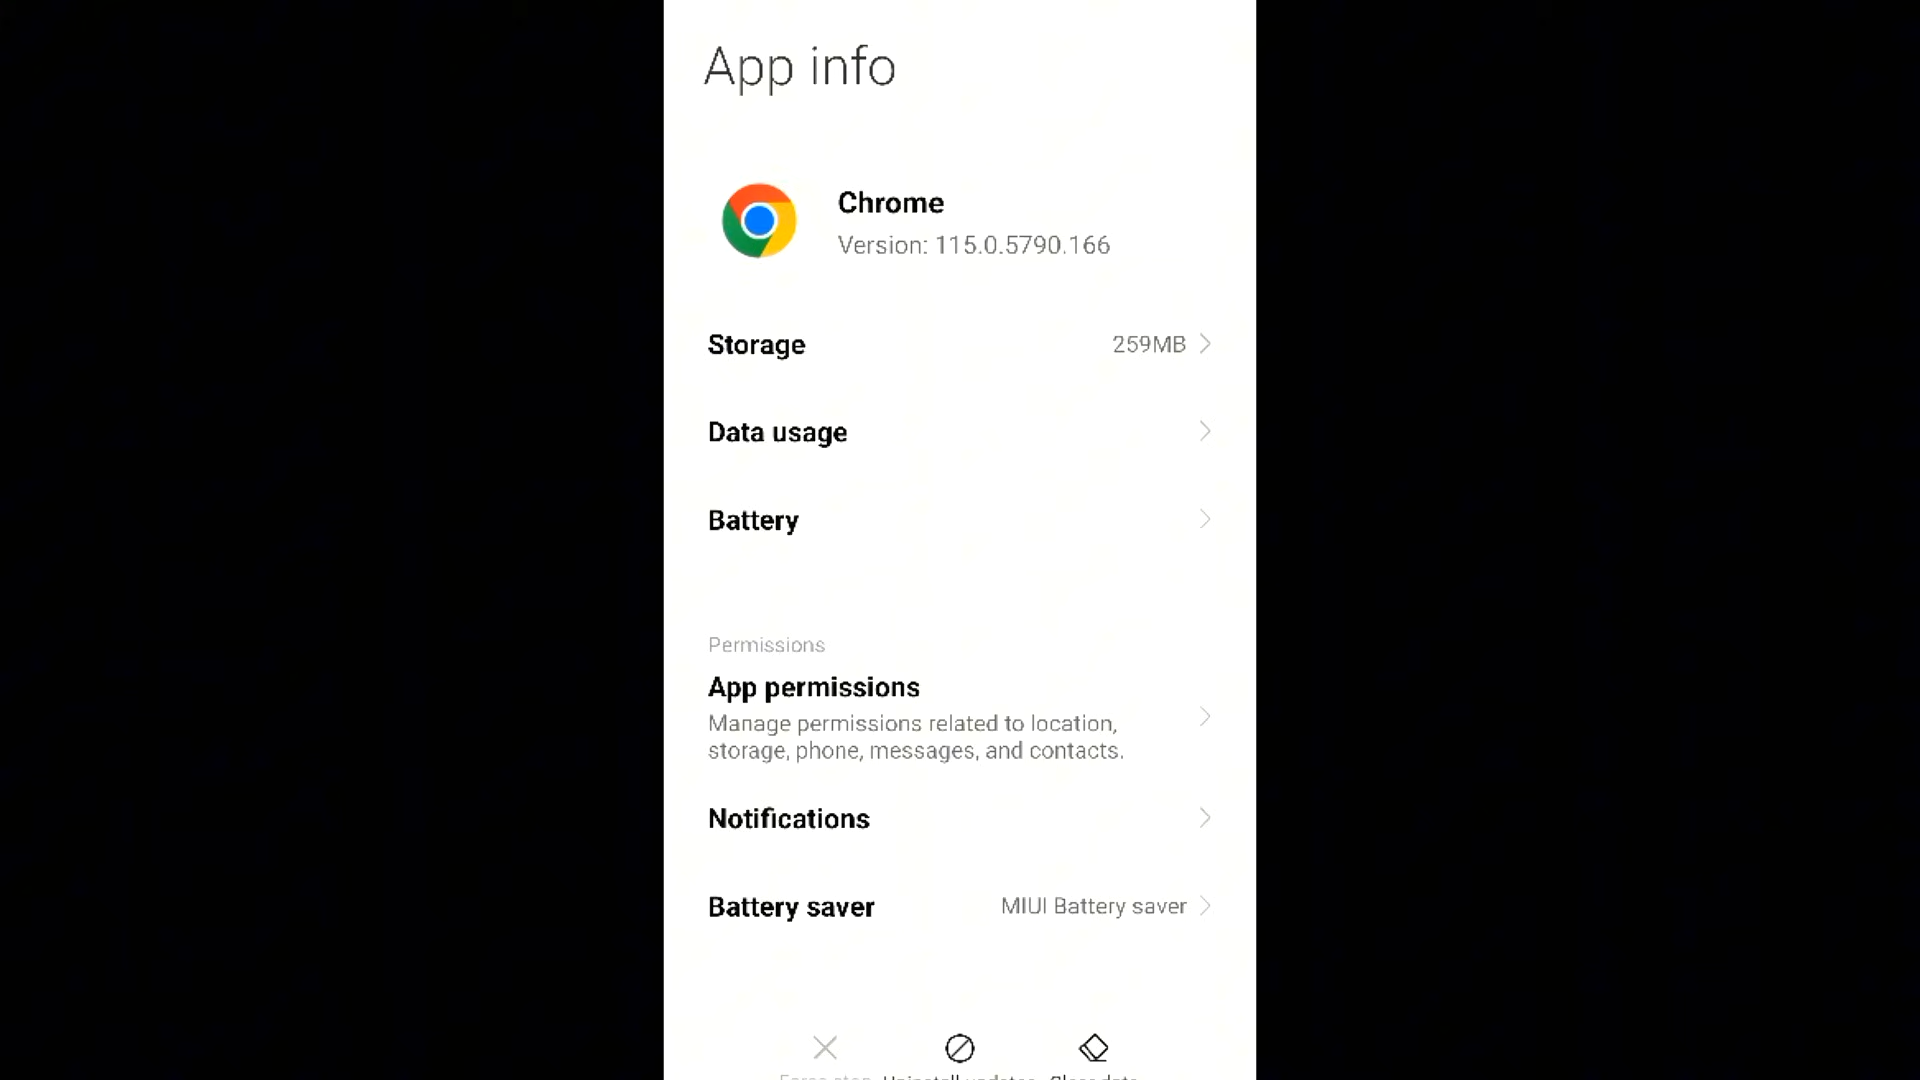 App info
Chrome
Version: 115.0.5790.166
Storage 259MB
Data usage
Battery
Permissions
App permissions
Manage permissions related to location,
storage, phone, messages, and contacts.
Notifications
Battery saver MIUI Battery saver